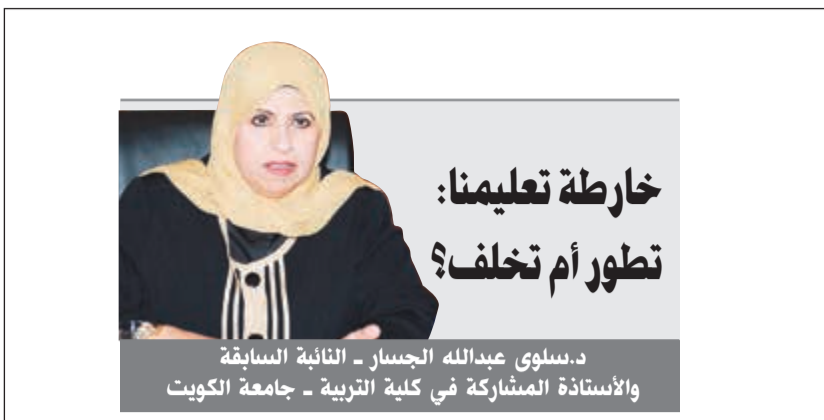 خارطة تعليمنا:
تطور أم تخلف؟
د.سلوى عبدالله الجسار ـ النائبة السابقة
والأستاذة المشاركة في كلية التربية ـ جامعة الكويت